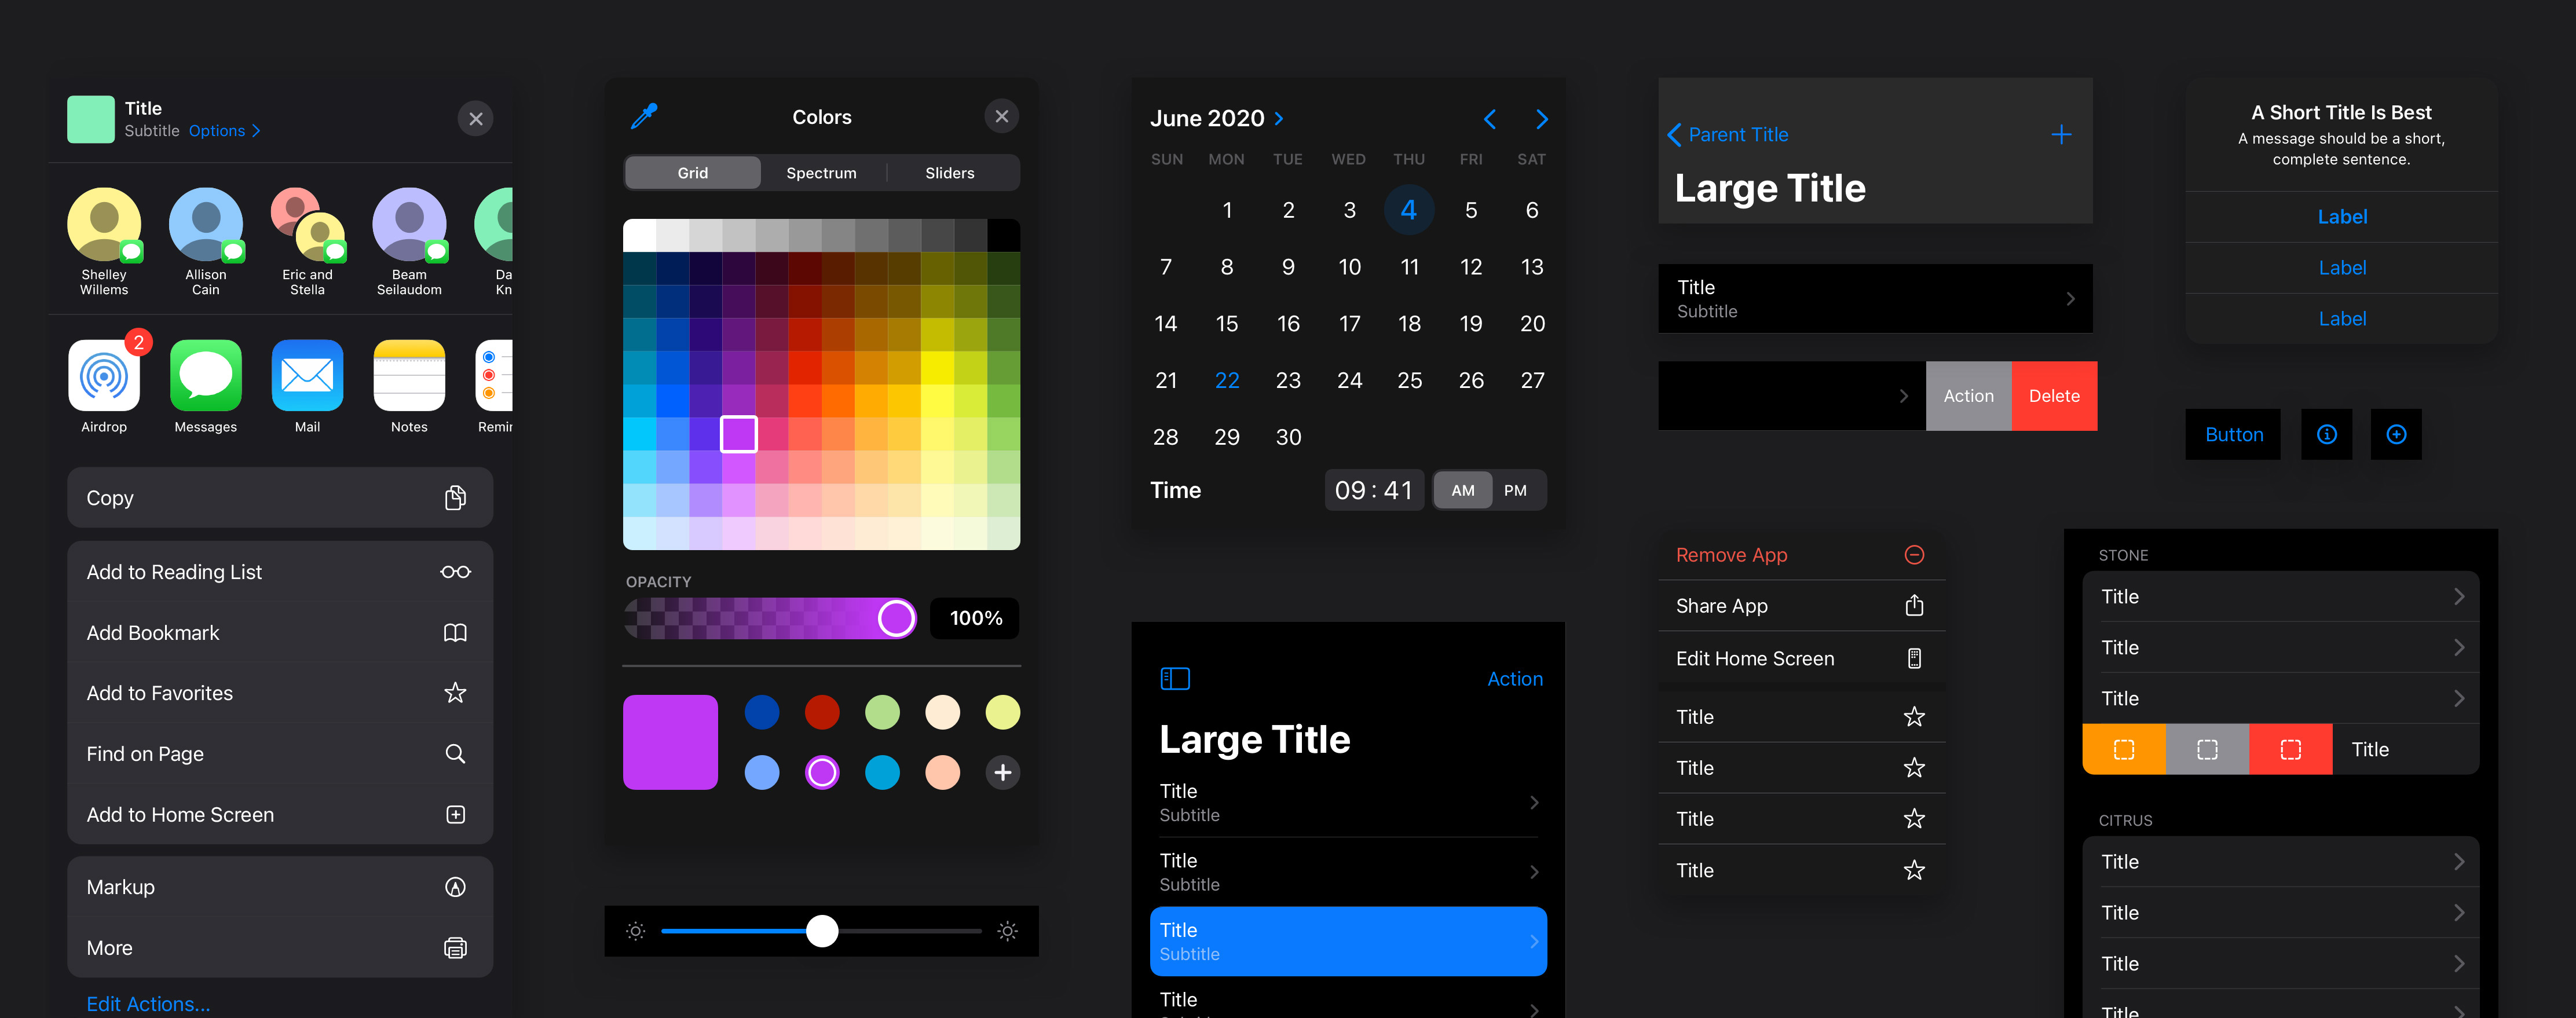 Title
Subtitle Options
Shelley
Willems
Allison
Cain
Eric and
Stella
Beam
Seilaudom
Da
Kn
2
Airdrop
Messages
Mail
Notes
Remin
Copy
Add to Reading List
Add Bookmark
Add to Favorites
Find on Page
Add to Home Screen
Markup
More
Edit Actions...
Colors
Grid Spectrum Sliders
OPACITY
100%
June 2020
SUN MON TUE WED THU FRI SAT
1 2 3 4 5 6
7 8 9 10 11 12 13
14 15 16 17 18 19 20
21 22 23 24 25 26 27
28 29 30
Time 09:41 AM PM
Action
Large Title
Title
Subtitle
Title
Subtitle
Title
Subtitle
Title
Parent Title
Large Title
Title
Subtitle
Action Delete
Remove App
Share App
Edit Home Screen
Title
Title
Title
Title
A Short Title Is Best
A message should be a short,
complete sentence.
Label
Label
Label
Button
STONE
Title
Title
Title
Title
CITRUS
Title
Title
Title
Title